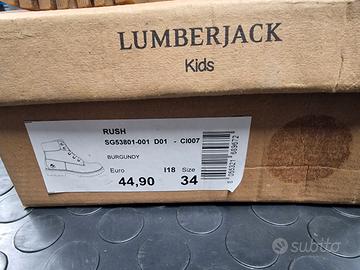 LUMBERJACK
Kids
RUSH
SG53801-001 D01 - CI007
BURGUNDY
Euro I18 Size
44,90 34
subito